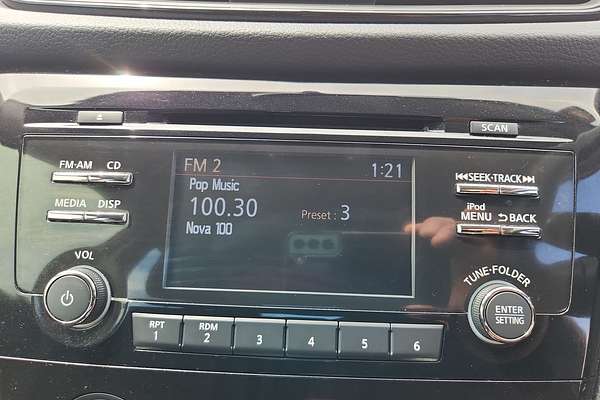 SCAN
FM·AM CD
MEDIA DISP
VOL
FM 2 1:21
Pop Music
100.30 Preset : 3
Nova 100
SEEK·TRACK
iPod
MENU BACK
TUNE·FOLDER
ENTER
SETTING
RPT
1
RDM
2
3
4
5
6